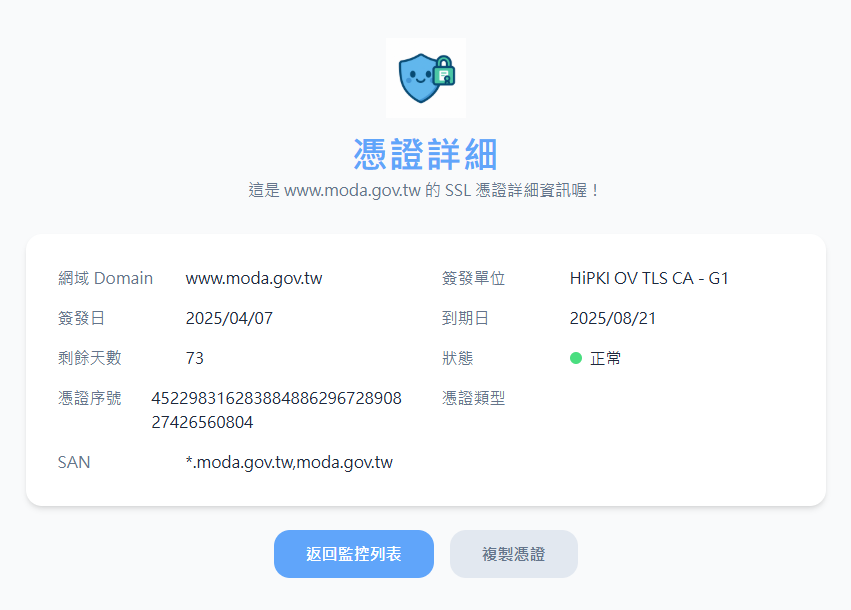 憑證詳細
這是 www.moda.gov.tw 的 SSL 憑證詳細資訊喔！
網域 Domain www.moda.gov.tw 簽發單位 HiPKI OV TLS CA - G1
簽發日 2025/04/07 到期日 2025/08/21
剩餘天數 73 狀態 正常
憑證序號 452298316283884886296728908 憑證類型
27426560804
SAN *.moda.gov.tw,moda.gov.tw
返回監控列表 複製憑證